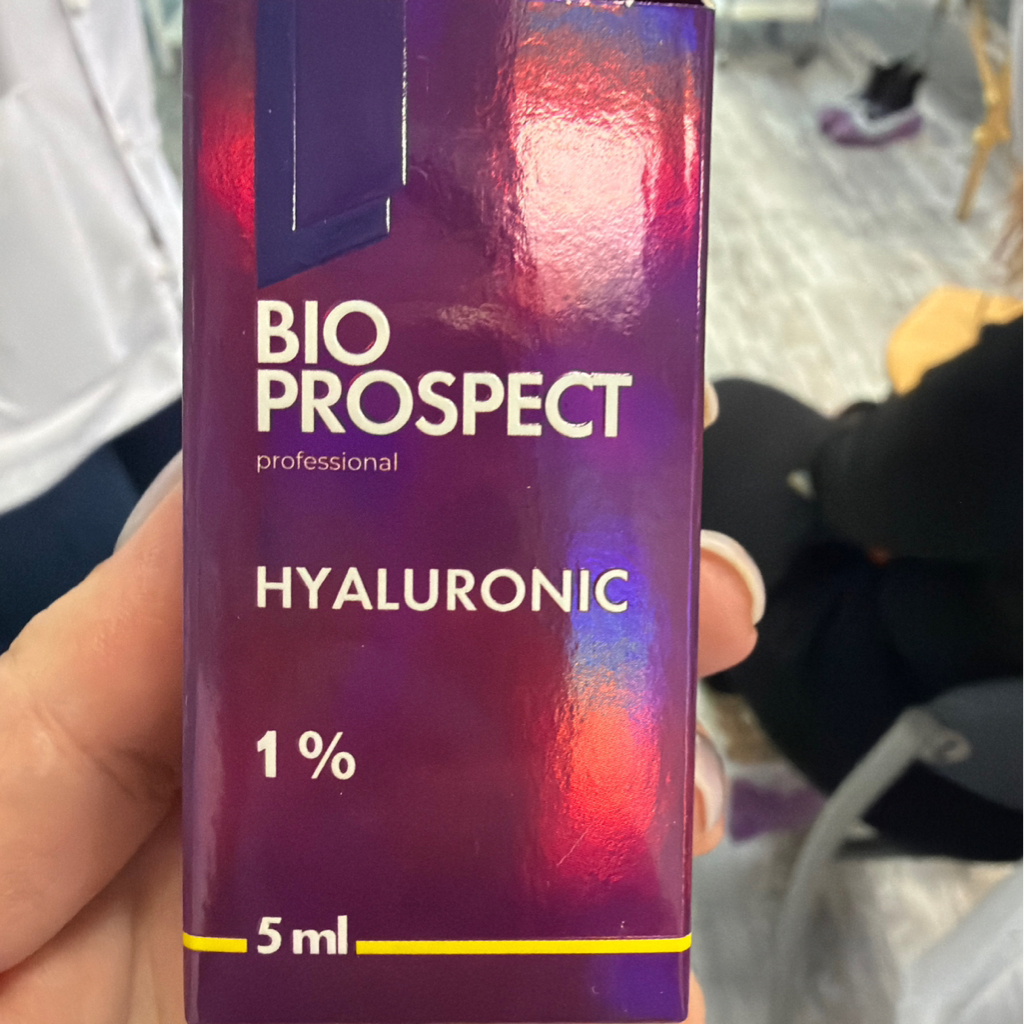 BIO
PROSPECT
professional
HYALURONIC
1 %
5 ml